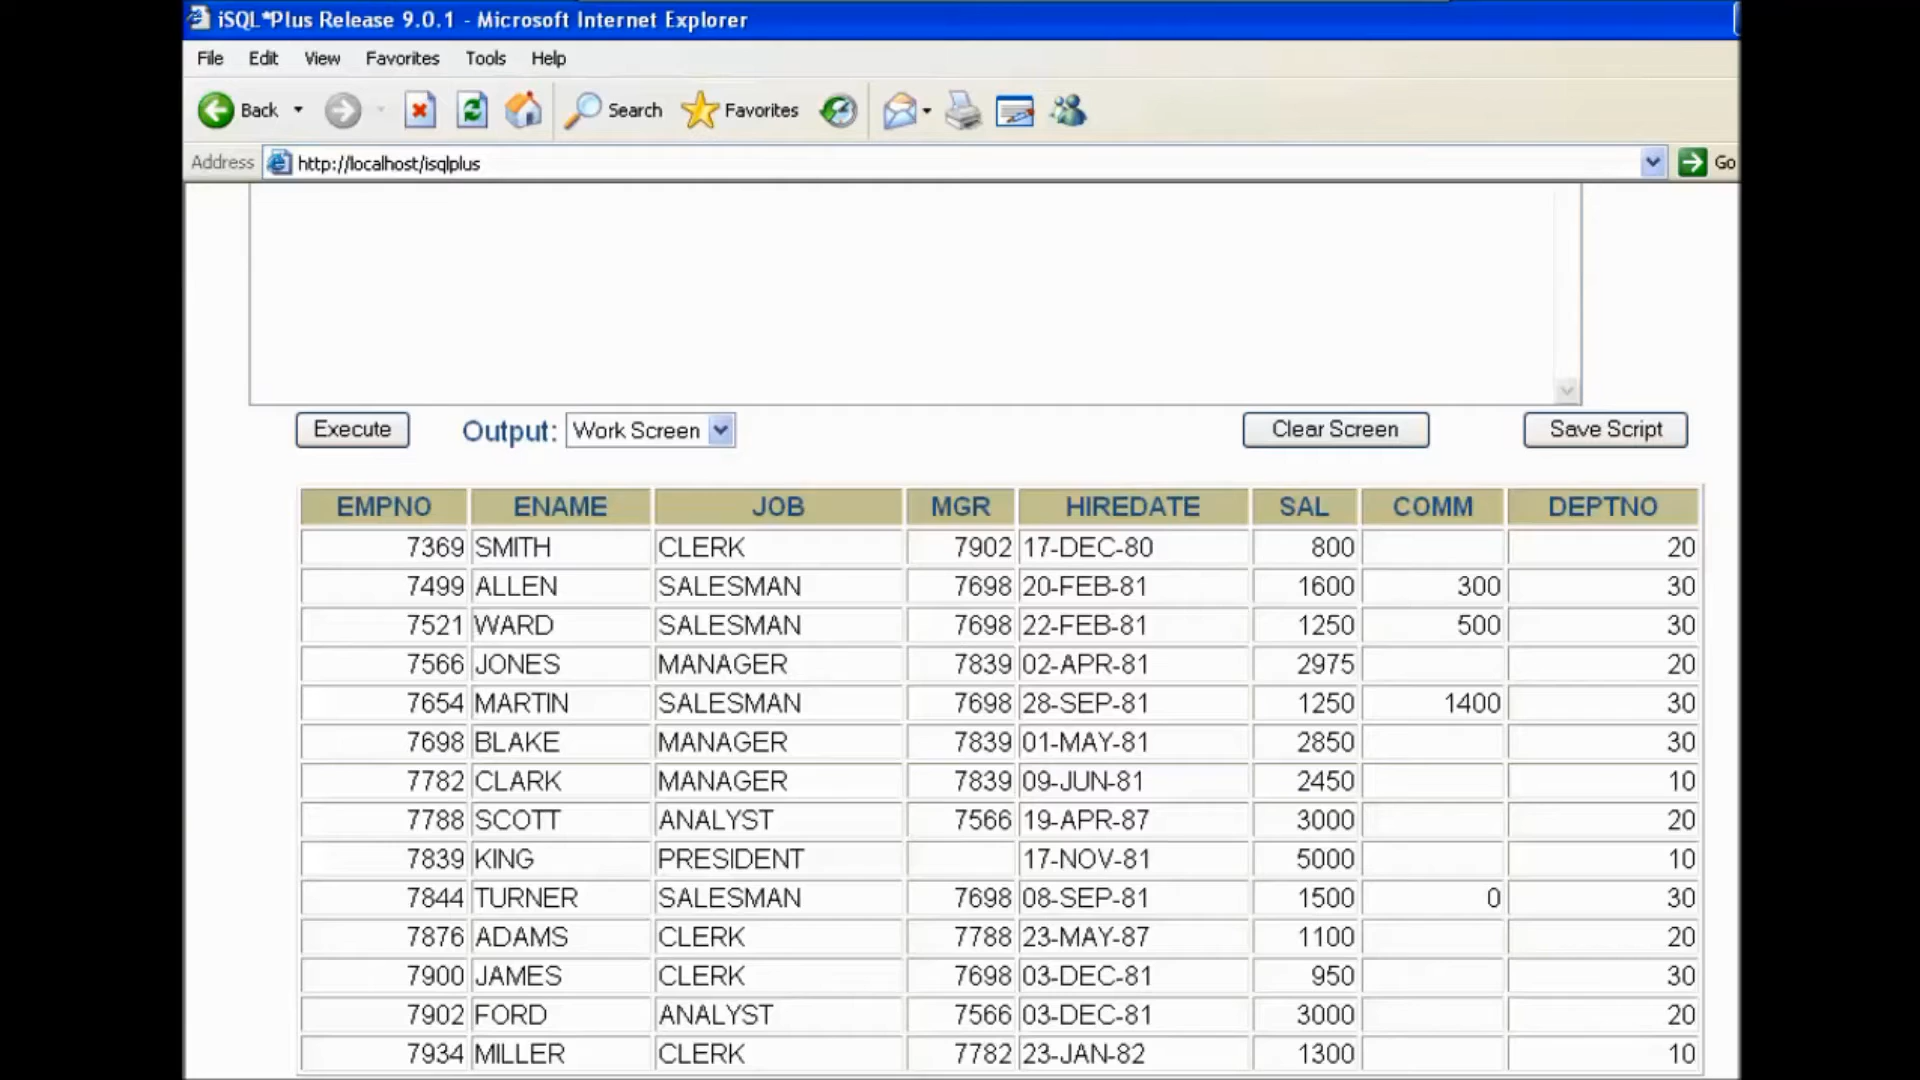 iSQL*Plus Release 9.0.1 - Microsoft Internet Explorer
File Edit View Favorites Tools Help
Back Search Favorites
Address http://localhost/isqlplus Go
Execute Output: Work Screen Clear Screen Save Script
EMPNO ENAME JOB MGR HIREDATE SAL COMM DEPTNO
7369 SMITH CLERK 7902 17-DEC-80 800 20
7499 ALLEN SALESMAN 7698 20-FEB-81 1600 300 30
7521 WARD SALESMAN 7698 22-FEB-81 1250 500 30
7566 JONES MANAGER 7839 02-APR-81 2975 20
7654 MARTIN SALESMAN 7698 28-SEP-81 1250 1400 30
7698 BLAKE MANAGER 7839 01-MAY-81 2850 30
7782 CLARK MANAGER 7839 09-JUN-81 2450 10
7788 SCOTT ANALYST 7566 19-APR-87 3000 20
7839 KING PRESIDENT 17-NOV-81 5000 10
7844 TURNER SALESMAN 7698 08-SEP-81 1500 0 30
7876 ADAMS CLERK 7788 23-MAY-87 1100 20
7900 JAMES CLERK 7698 03-DEC-81 950 30
7902 FORD ANALYST 7566 03-DEC-81 3000 20
7934 MILLER CLERK 7782 23-JAN-82 1300 10